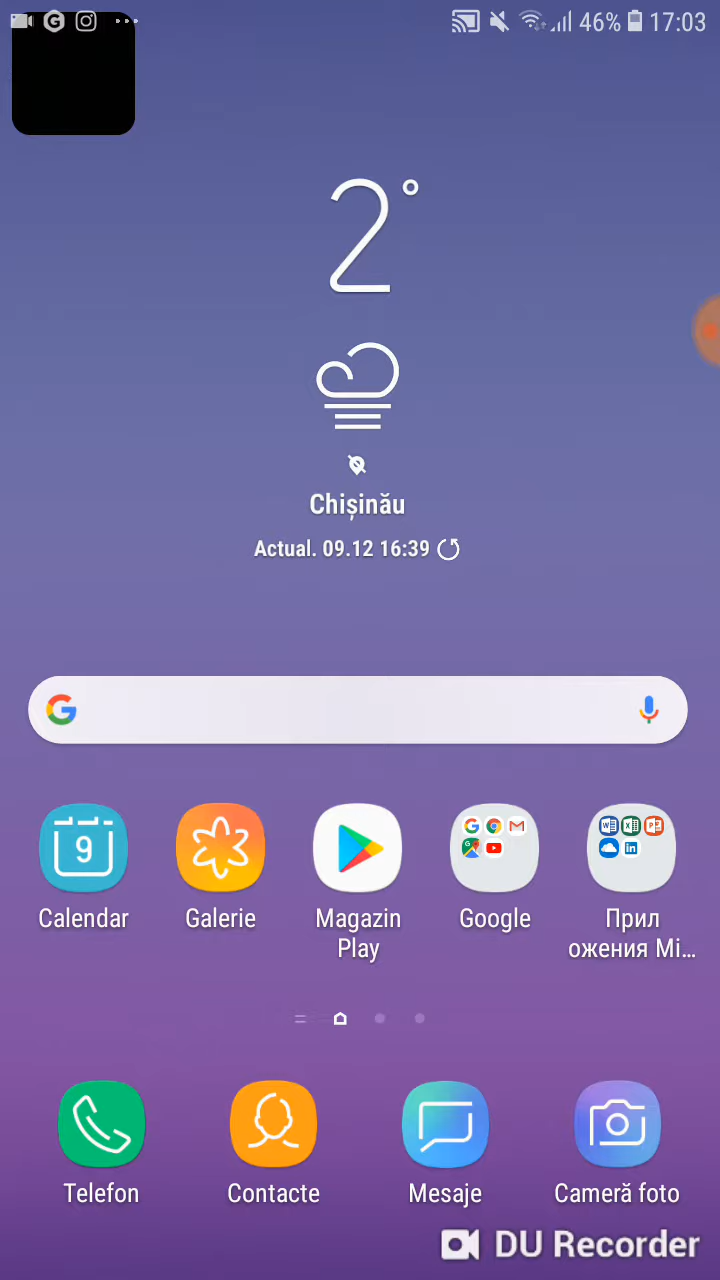 46% 17:03
2°
Chișinău
Actual. 09.12 16:39
9
Calendar
Galerie
Magazin
Play
Google
Прил
ожения Mi...
Telefon
Contacte
Mesaje
Cameră foto
DU Recorder